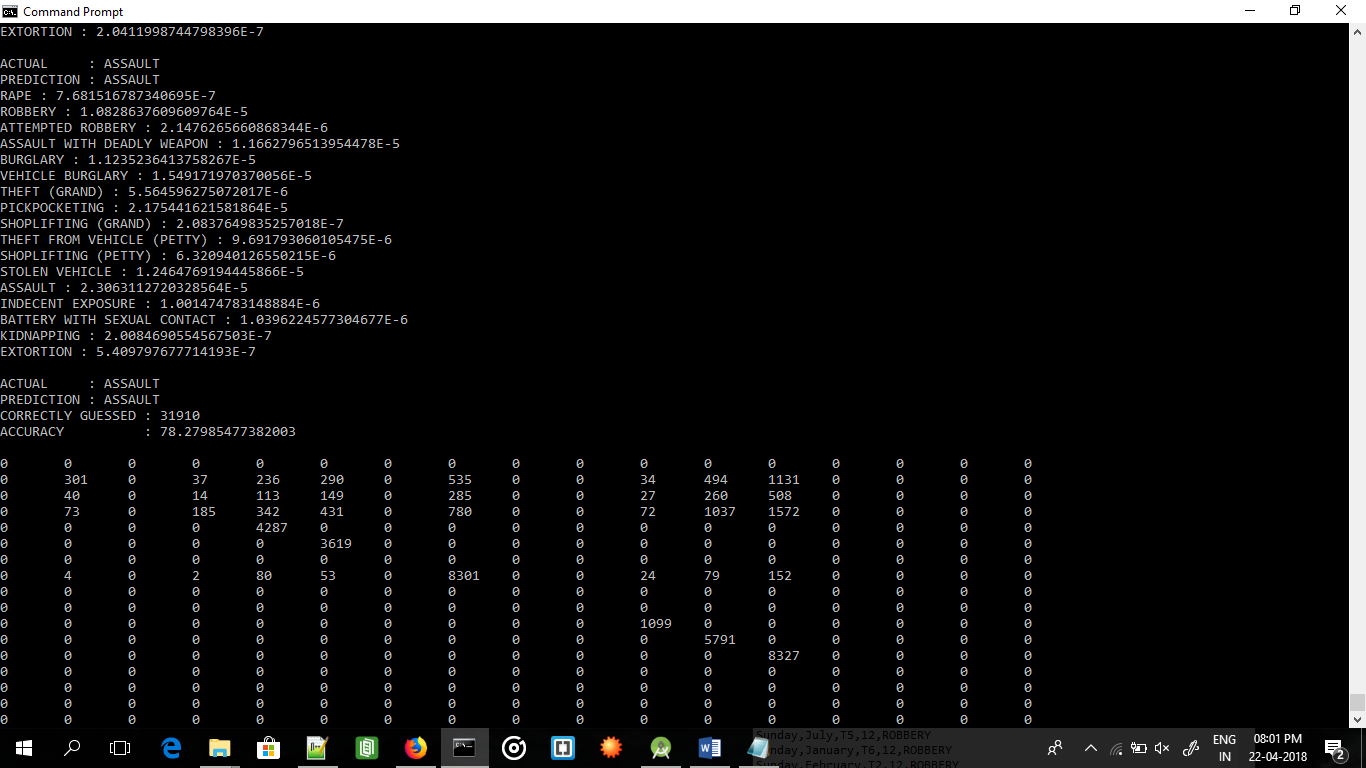 Command Prompt
EXTORTION : 2.0411998744798396E-7
ACTUAL     : ASSAULT
PREDICTION : ASSAULT
RAPE : 7.681516787340695E-7
ROBBERY : 1.0828637609609764E-5
ATTEMPTED ROBBERY : 2.1476265660868344E-6
ASSAULT WITH DEADLY WEAPON : 1.1662796513954478E-5
BURGLARY : 1.1235236413758267E-5
VEHICLE BURGLARY : 1.549171970370056E-5
THEFT (GRAND) : 5.564596275072017E-6
PICKPOCKETING : 2.175441621581864E-5
SHOPLIFTING (GRAND) : 2.0837649835257018E-7
THEFT FROM VEHICLE (PETTY) : 9.691793060105475E-6
SHOPLIFTING (PETTY) : 6.320940126550215E-6
STOLEN VEHICLE : 1.2464769194445866E-5
ASSAULT : 2.3063112720328564E-5
INDECENT EXPOSURE : 1.001474783148884E-6
BATTERY WITH SEXUAL CONTACT : 1.0396224577304677E-6
KIDNAPPING : 2.0084690554567503E-7
EXTORTION : 5.409797677714193E-7
ACTUAL     : ASSAULT
PREDICTION : ASSAULT
CORRECTLY GUESSED : 31910
ACCURACY          : 78.27985477382003
0 0 0 0 0 0 0 0 0 0 0 0 0 0 0 0 0
0 301 0 37 236 290 0 535 0 0 34 494 1131 0 0 0 0
0 40 0 14 113 149 0 285 0 0 27 260 508 0 0 0 0
0 73 0 185 342 431 0 780 0 0 72 1037 1572 0 0 0 0
0 0 0 0 4287 0 0 0 0 0 0 0 0 0 0 0 0
0 0 0 0 0 3619 0 0 0 0 0 0 0 0 0 0 0
0 0 0 0 0 0 0 0 0 0 0 0 0 0 0 0 0
0 4 0 2 80 53 0 8301 0 0 24 79 152 0 0 0 0
0 0 0 0 0 0 0 0 0 0 0 0 0 0 0 0 0
0 0 0 0 0 0 0 0 0 0 0 0 0 0 0 0 0
0 0 0 0 0 0 0 0 0 0 1099 0 0 0 0 0 0
0 0 0 0 0 0 0 0 0 0 0 5791 0 0 0 0 0
0 0 0 0 0 0 0 0 0 0 0 0 8327 0 0 0 0
0 0 0 0 0 0 0 0 0 0 0 0 0 0 0 0 0
0 0 0 0 0 0 0 0 0 0 0 0 0 0 0 0 0
0 0 0 0 0 0 0 0 0 0 0 0 0 0 0 0 0
0 0 0 0 0 0 0 0 0 0 0 0 0 0 0 0 0
Sunday,July,T5,12,ROBBERY
Sunday,January,T6,12,ROBBERY
Sunday,February,T2,12,ROBBERY
ENG
IN
08:01 PM
22-04-2018
2